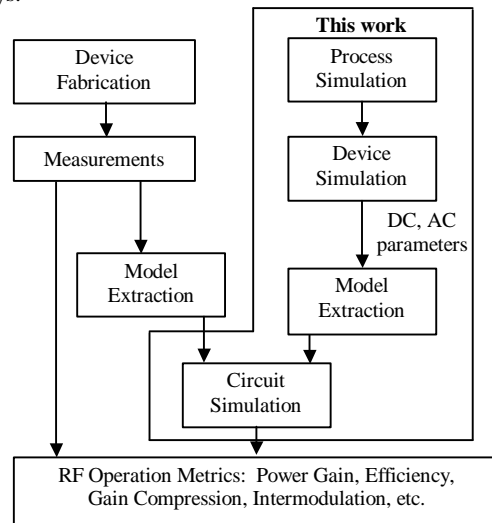 ys.
This work
Device
Fabrication
Process
Simulation
Measurements
Device
Simulation
DC, AC
parameters
Model
Extraction
Model
Extraction
Circuit
Simulation
RF Operation Metrics: Power Gain, Efficiency,
Gain Compression, Intermodulation, etc.